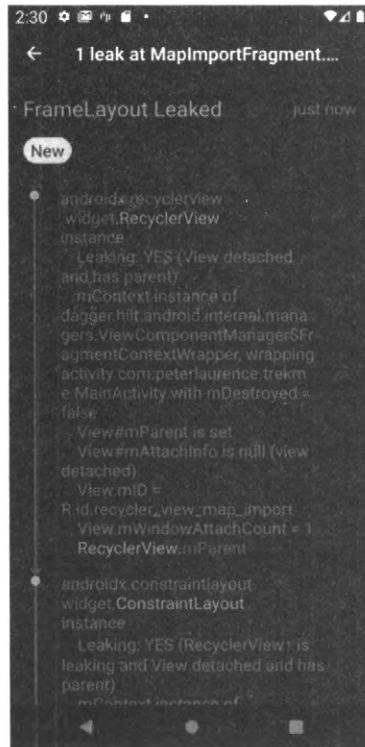 2:30
1 leak at MapImportFragment....
FrameLayout Leaked just now
New
androidx.recyclerview
.widget.RecyclerView
instance
Leaking: YES (View detached
and has parent)
mContext instance of
dagger.hilt.android.internal.mana
gers.ViewComponentManager$Fr
agmentContextWrapper, wrapping
activity com.peterlaurence.trekm
e.MainActivity with mDestroyed =
false
View#mParent is set
View#mAttachInfo is null (view
detached)
View.mID =
R.id.recycler_view_map_import
View.mWindowAttachCount = 1
RecyclerView.mParent
androidx.constraintlayout
.widget.ConstraintLayout
instance
Leaking: YES (RecyclerView↑ is
leaking and View detached and has
parent)
mContext instance of